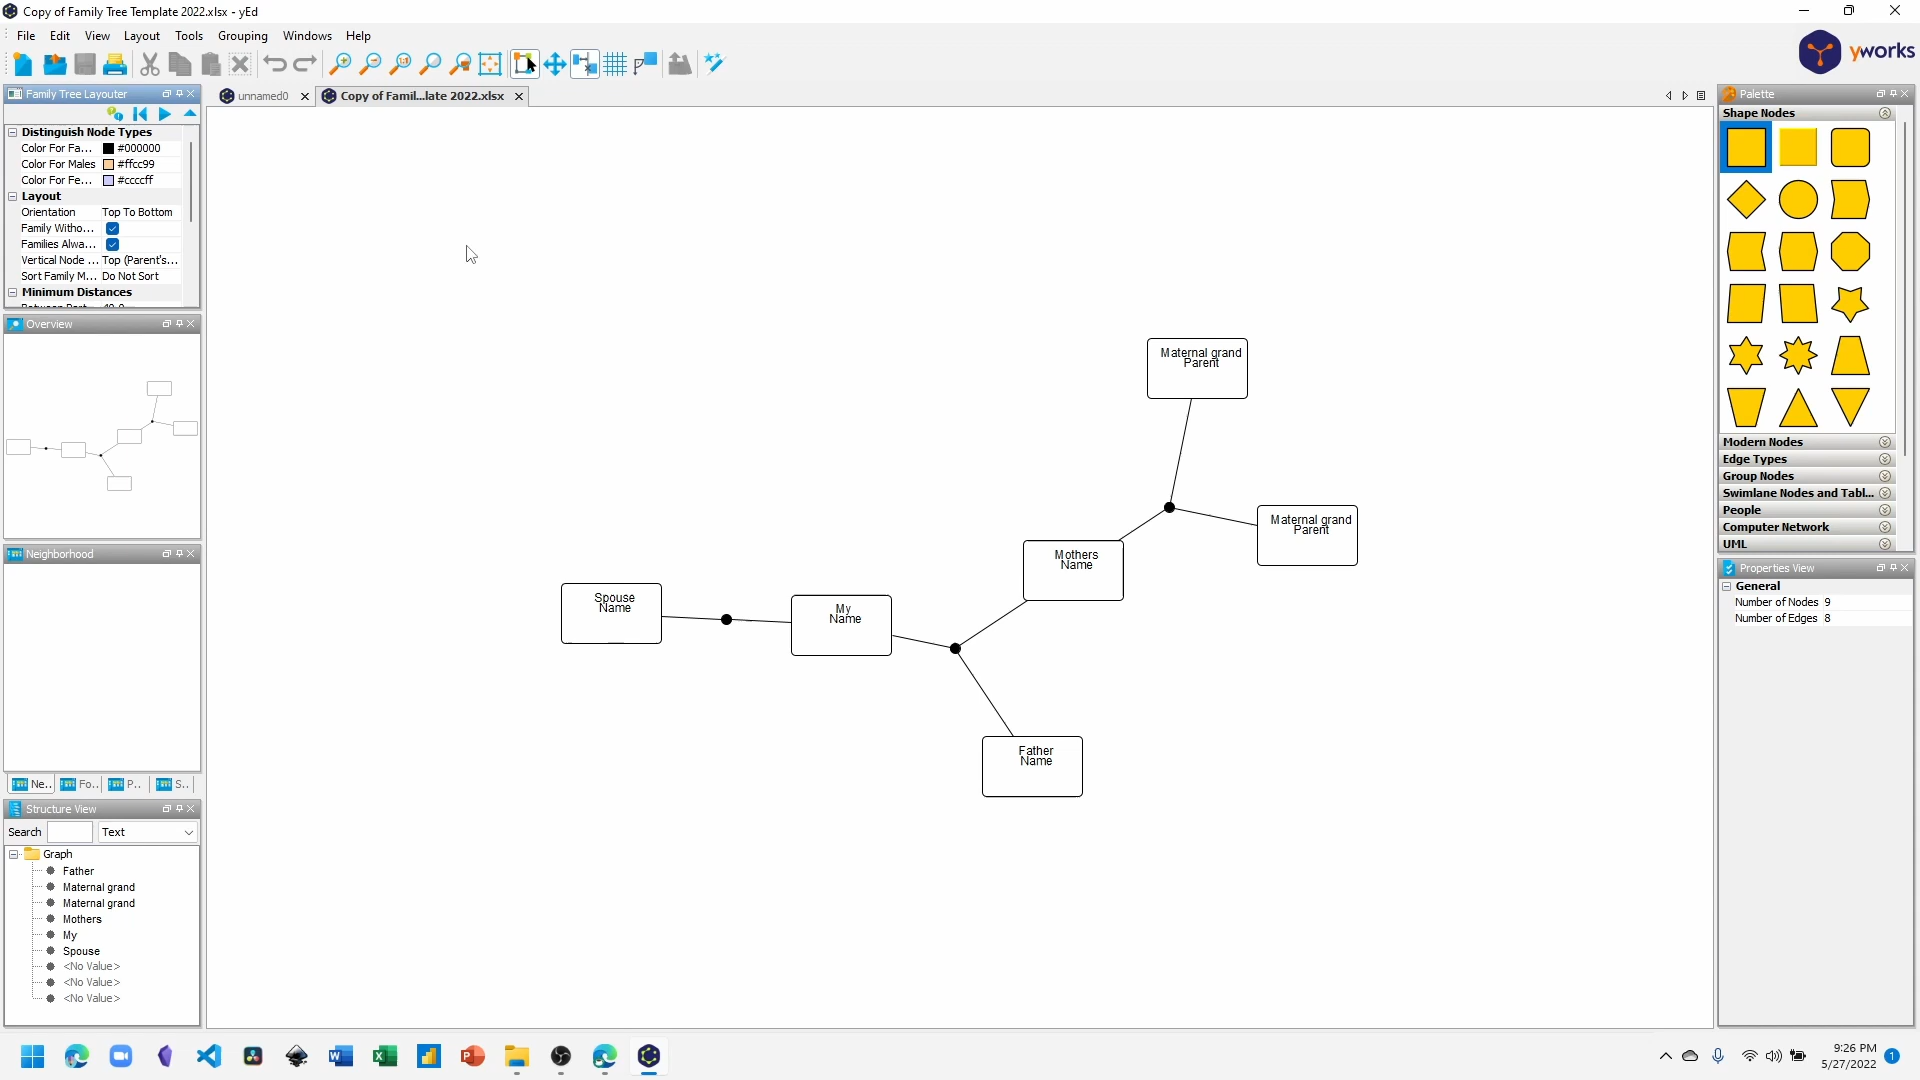 Copy of Family Tree Template 2022.xlsx - yEd
File Edit View Layout Tools Grouping Windows Help
yworks
Family Tree Layouter
Distinguish Node Types
Color For Fa... #000000
Color For Males #ffcc99
Color For Fe... #ccccff
Layout
Orientation Top To Bottom
Family Witho...
Families Alwa...
Vertical Node ... Top (Parent's...
Sort Family M... Do Not Sort
Minimum Distances
Overview
Neighborhood
Ne.. Fo.. P.. S..
Structure View
Search Text
Graph
Father
Maternal grand
Maternal grand
Mothers
My
Spouse
<No Value>
<No Value>
<No Value>
unnamed0 Copy of Famil...late 2022.xlsx
Maternal grand
Parent
Maternal grand
Parent
Mothers
Name
Spouse
Name
My
Name
Father
Name
Palette
Shape Nodes
Modern Nodes
Edge Types
Group Nodes
Swimlane Nodes and Tabl...
People
Computer Network
UML
Properties View
General
Number of Nodes 9
Number of Edges 8
9:26 PM
5/27/2022
1